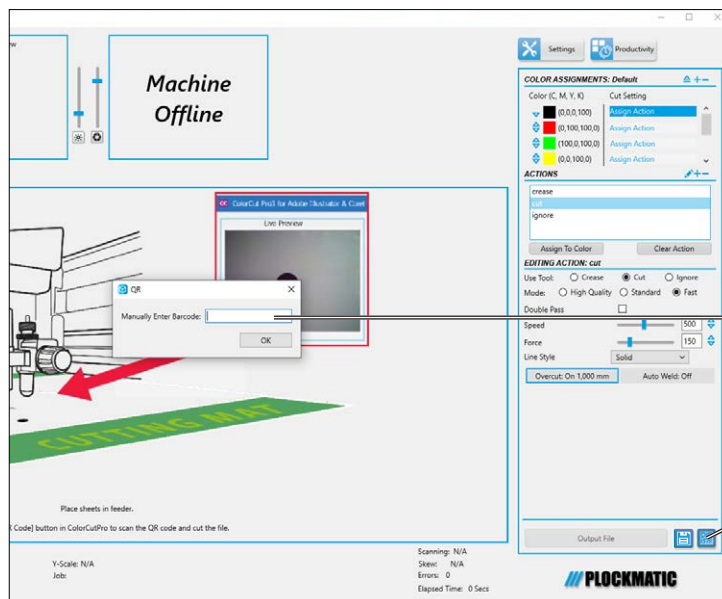 Machine
Offline
Settings
Productivity
COLOR ASSIGNMENTS: Default
Color (C, M, Y, K) Cut Setting
(0,0,0,100) Assign Action
(0,100,100,0) Assign Action
(100,0,100,0) Assign Action
(0,0,100,0) Assign Action
ACTIONS
crease
cut
ignore
Assign To Color Clear Action
EDITING ACTION: cut
Use Tool: Crease Cut Ignore
Mode: High Quality Standard Fast
Double Pass
Speed 500
Force 150
Line Style Solid
Overcut: On 1,000 mm Auto Weld: Off
ColorCut Pro3 for Adobe Illustrator & Corel
Live Preview
QR
Manually Enter Barcode:
OK
CUTTING MAT
Place sheets in feeder.
Code] button in ColorCutPro to scan the QR code and cut the file.
Output File
Y-Scale: N/A
Job:
Scanning: N/A
Skew: N/A
Errors: 0
Elapsed Time: 0 Secs
PLOCKMATIC